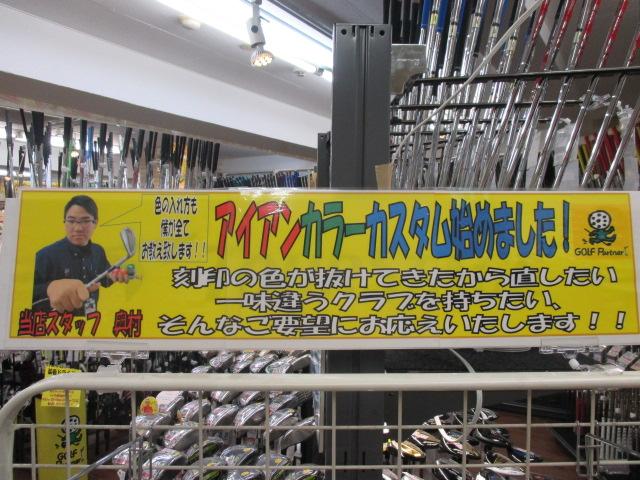 色の入れ方も
僕が全て
お教え致します！！
アイアンカラーカスタム始めました！
GOLF Partner
刻印の色が抜けてきたから直したい
一味違うクラブを持ちたい、
そんなご要望にお応えいたします！！
当店スタッフ 奥村
GOLF